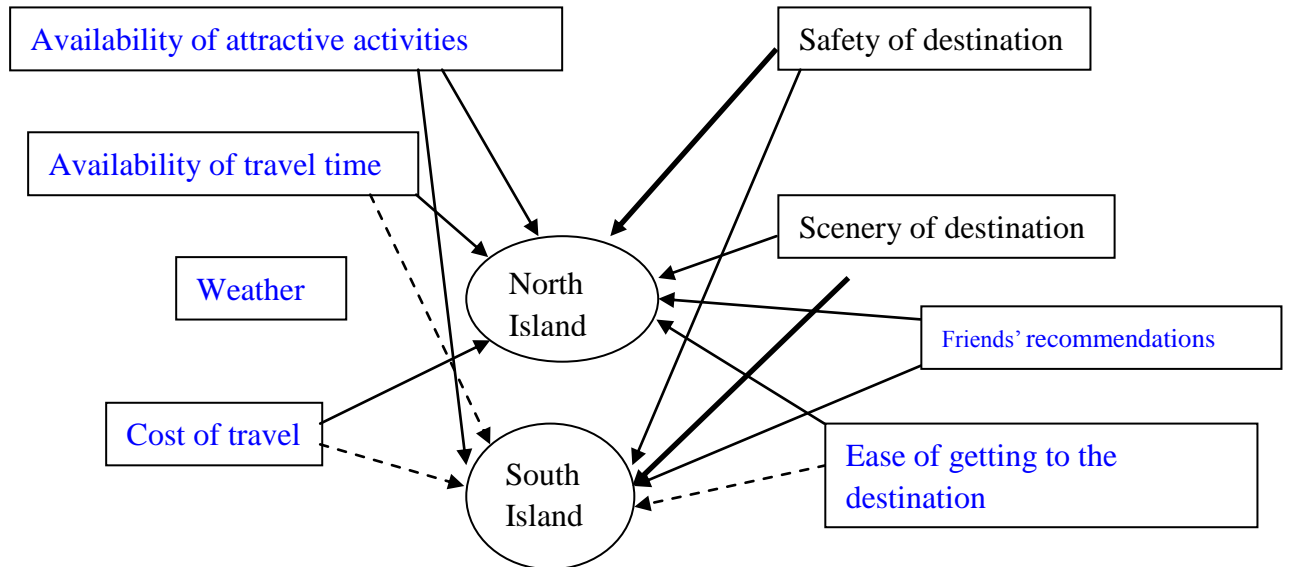 Availability of attractive activities
Safety of destination
Availability of travel time
Scenery of destination
North
Island
Weather
Friends’ recommendations
Cost of travel
Ease of getting to the
destination
South
Island